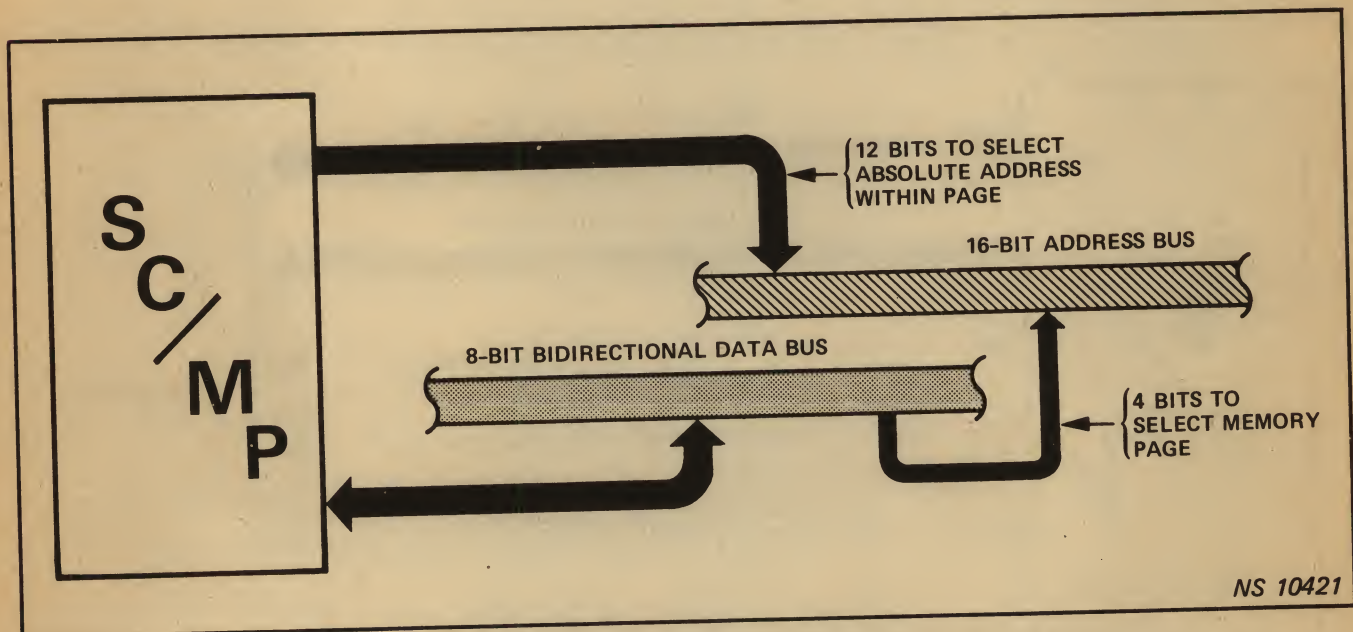 SC/MP
12 BITS TO SELECT
ABSOLUTE ADDRESS
WITHIN PAGE
16-BIT ADDRESS BUS
8-BIT BIDIRECTIONAL DATA BUS
4 BITS TO
SELECT MEMORY
PAGE
NS 10421